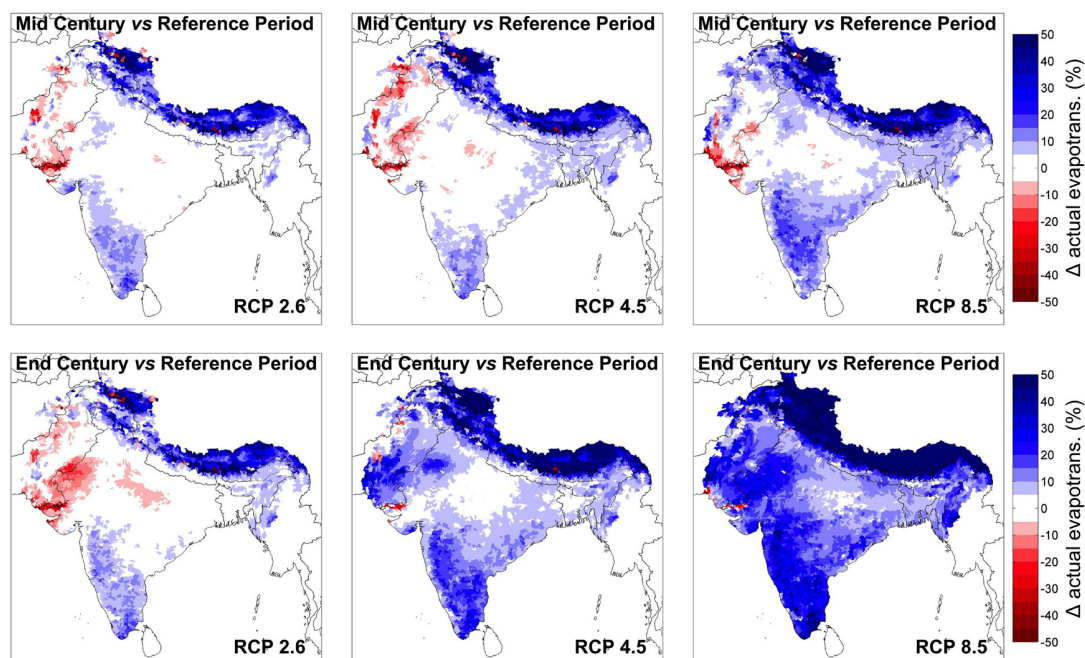 Mid Century vs Reference Period
RCP 2.6
Mid Century vs Reference Period
RCP 4.5
Mid Century vs Reference Period
RCP 8.5
50
40
30
20
10
0
-10
-20
-30
-40
-50
Δ actual evapotrans. (%)
End Century vs Reference Period
RCP 2.6
End Century vs Reference Period
RCP 4.5
End Century vs Reference Period
RCP 8.5
50
40
30
20
10
0
-10
-20
-30
-40
-50
Δ actual evapotrans. (%)